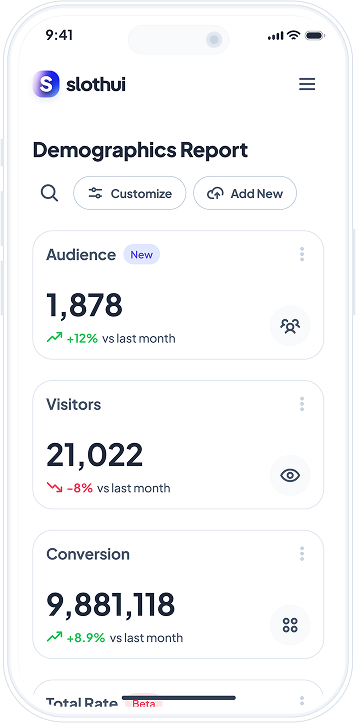 9:41
S slothui
Demographics Report
Customize Add New
Audience New
1,878
+12% vs last month
Visitors
21,022
-8% vs last month
Conversion
9,881,118
+8.9% vs last month
Total Rate Beta